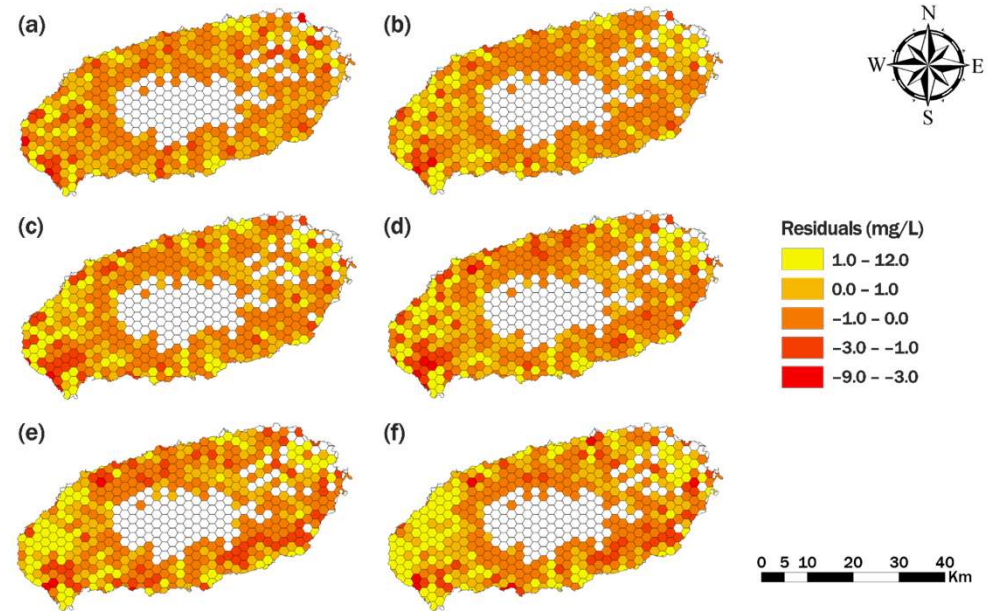 (a)
(b)
N
W
E
S
(c)
(d)
Residuals (mg/L)
1.0 – 12.0
0.0 – 1.0
–1.0 – 0.0
–3.0 – –1.0
–9.0 – –3.0
(e)
(f)
0 5 10 20 30 40
Km